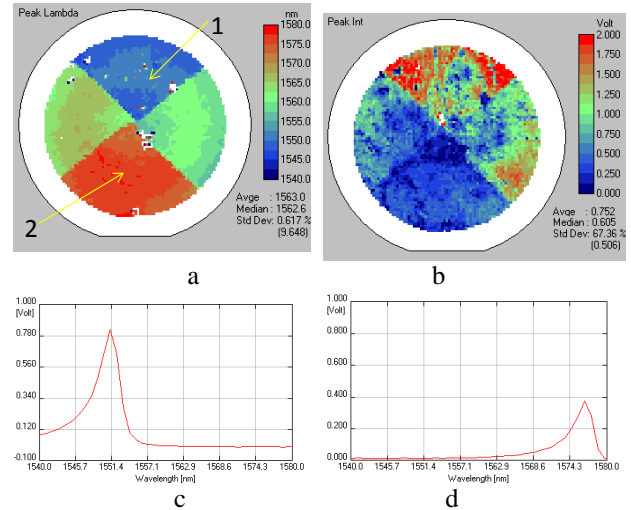 Peak Lambda
nm
1580.0
1575.0
1570.0
1565.0
1560.0
1555.0
1550.0
1545.0
1540.0
Avge : 1563.0
Median : 1562.6
Std Dev: 0.617 %
(9.648)
1
2
a
Peak Int
Volt
2.000
1.750
1.500
1.250
1.000
0.750
0.500
0.250
0.000
Avge : 0.752
Median : 0.605
Std Dev: 67.36 %
(0.506)
b
1.000
[Volt]
0.780
0.560
0.340
0.120
-0.100
1540.0 1545.7 1551.4 1557.1 1562.9 1568.6 1574.3 1580.0
Wavelength [nm]
c
1.000
[Volt]
0.800
0.600
0.400
0.200
0.000
1540.0 1545.7 1551.4 1557.1 1562.9 1568.6 1574.3 1580.0
Wavelength [nm]
d